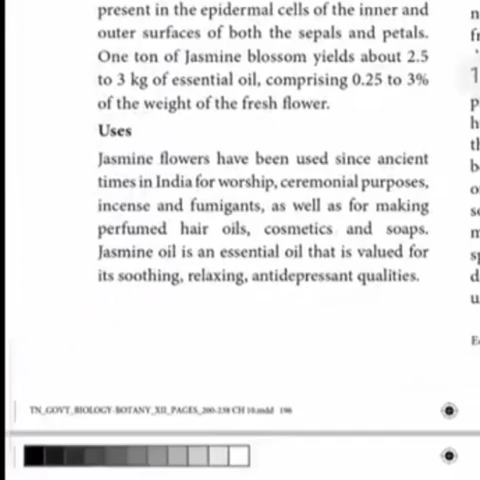 present in the epidermal cells of the inner and
outer surfaces of both the sepals and petals.
One ton of Jasmine blossom yields about 2.5
to 3 kg of essential oil, comprising 0.25 to 3%
of the weight of the fresh flower.
Uses
Jasmine flowers have been used since ancient
times in India for worship, ceremonial purposes,
incense and fumigants, as well as for making
perfumed hair oils, cosmetics and soaps.
Jasmine oil is an essential oil that is valued for
its soothing, relaxing, antidepressant qualities.
TN_GOVT_BIOLOGY-BOTANY_XII_PAGES_200-238 CH 10.indd 196